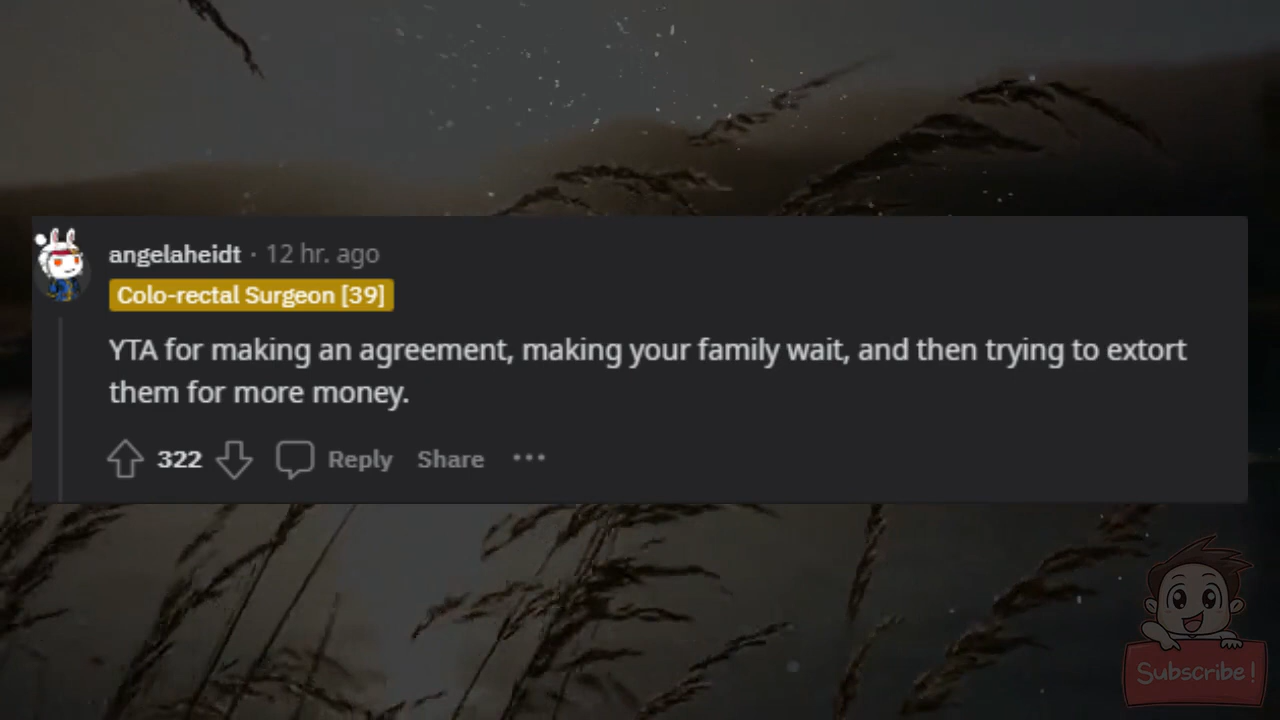 angelaheidt · 12 hr. ago
Colo-rectal Surgeon [39]
YTA for making an agreement, making your family wait, and then trying to extort
them for more money.
322 Reply Share ···
Subscribe!